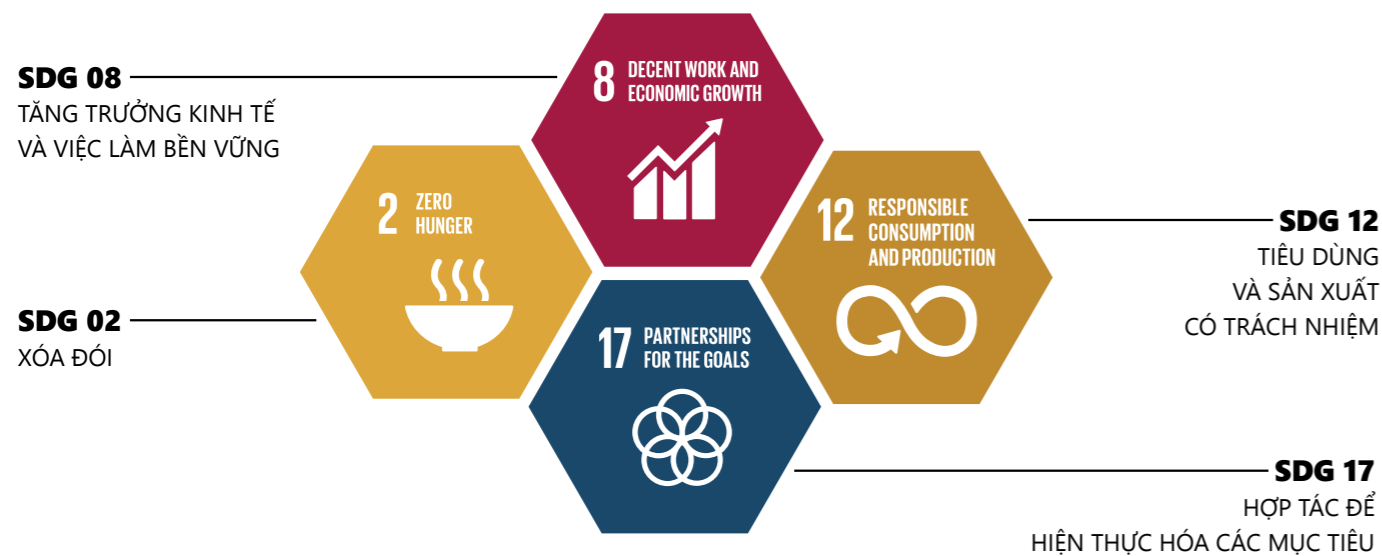 SDG 08
TĂNG TRƯỞNG KINH TẾ
VÀ VIỆC LÀM BỀN VỮNG
8 DECENT WORK AND
ECONOMIC GROWTH
2 ZERO
HUNGER
SDG 02
XÓA ĐÓI
12 RESPONSIBLE
CONSUMPTION
AND PRODUCTION
SDG 12
TIÊU DÙNG
VÀ SẢN XUẤT
CÓ TRÁCH NHIỆM
17 PARTNERSHIPS
FOR THE GOALS
SDG 17
HỢP TÁC ĐỂ
HIỆN THỰC HÓA CÁC MỤC TIÊU